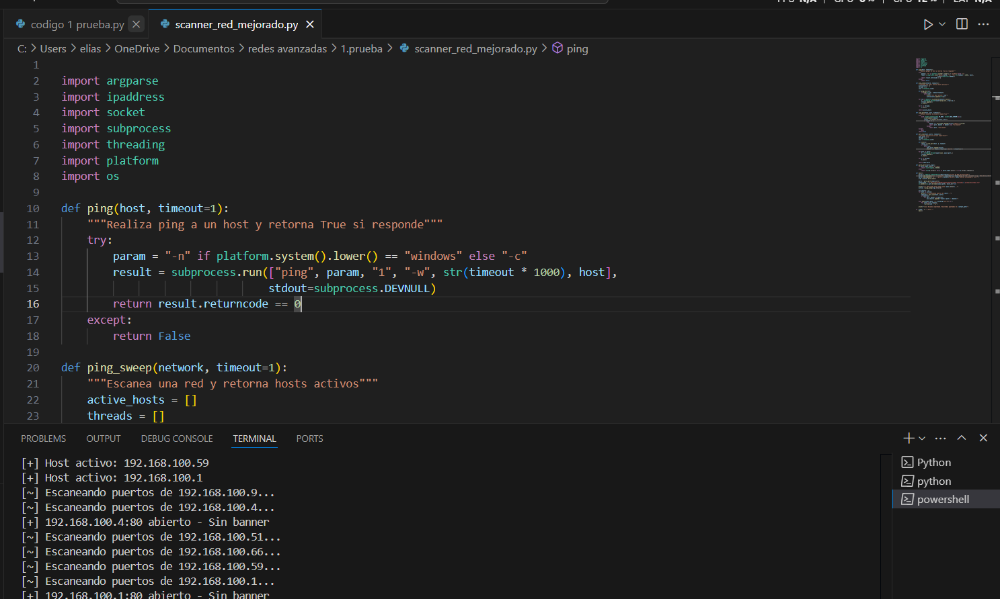 codigo 1 prueba.py
scanner_red_mejorado.py
C: > Users > elias > OneDrive > Documentos > redes avanzadas > 1.prueba > scanner_red_mejorado.py > ping
1
2 import argparse
3 import ipaddress
4 import socket
5 import subprocess
6 import threading
7 import platform
8 import os
9
10 def ping(host, timeout=1):
11 """Realiza ping a un host y retorna True si responde"""
12 try:
13 param = "-n" if platform.system().lower() == "windows" else "-c"
14 result = subprocess.run(["ping", param, "1", "-w", str(timeout * 1000), host],
15 stdout=subprocess.DEVNULL)
16 return result.returncode == 0
17 except:
18 return False
19
20 def ping_sweep(network, timeout=1):
21 """Escanea una red y retorna hosts activos"""
22 active_hosts = []
23 threads = []
PROBLEMS OUTPUT DEBUG CONSOLE TERMINAL PORTS
[+] Host activo: 192.168.100.59
[+] Host activo: 192.168.100.1
[~] Escaneando puertos de 192.168.100.9...
[~] Escaneando puertos de 192.168.100.4...
[+] 192.168.100.4:80 abierto - Sin banner
[~] Escaneando puertos de 192.168.100.51...
[~] Escaneando puertos de 192.168.100.66...
[~] Escaneando puertos de 192.168.100.59...
[~] Escaneando puertos de 192.168.100.1...
[+] 192.168.100.1:80 abierto - Sin banner
Python
python
powershell